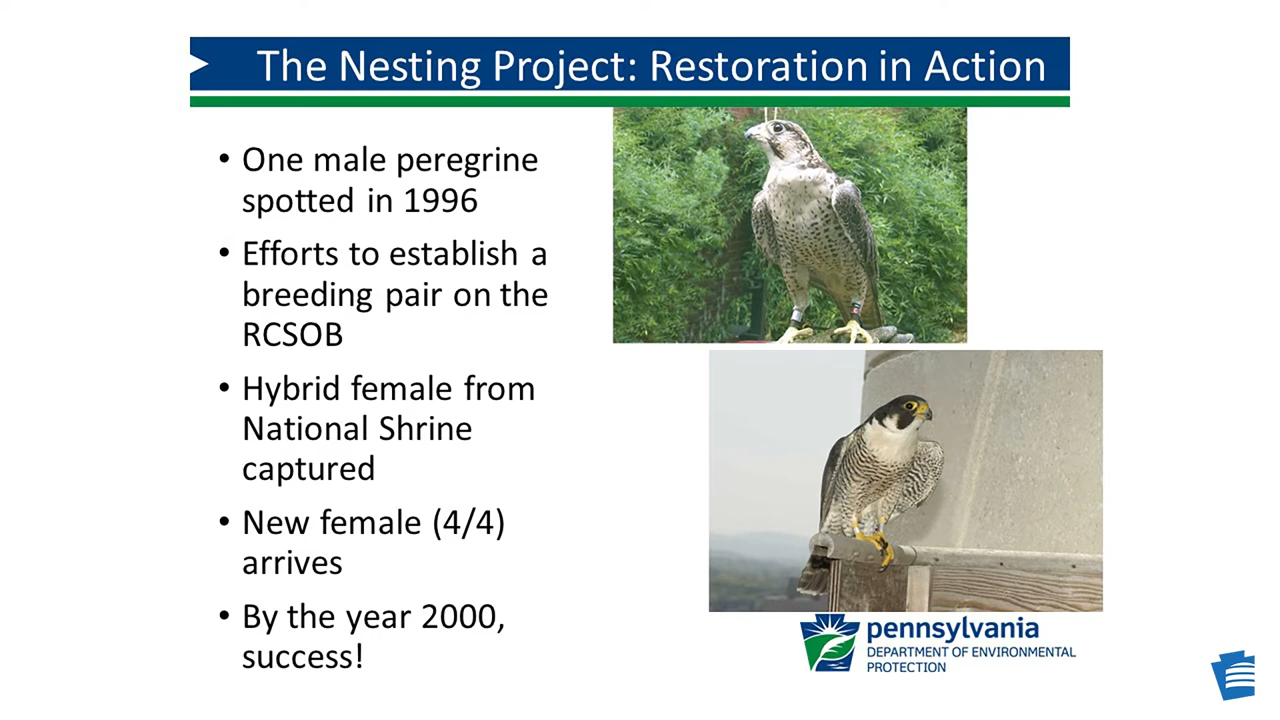 The Nesting Project: Restoration in Action
• One male peregrine
spotted in 1996
• Efforts to establish a
breeding pair on the
RCSOB
• Hybrid female from
National Shrine
captured
• New female (4/4)
arrives
• By the year 2000,
success!
pennsylvania
DEPARTMENT OF ENVIRONMENTAL
PROTECTION